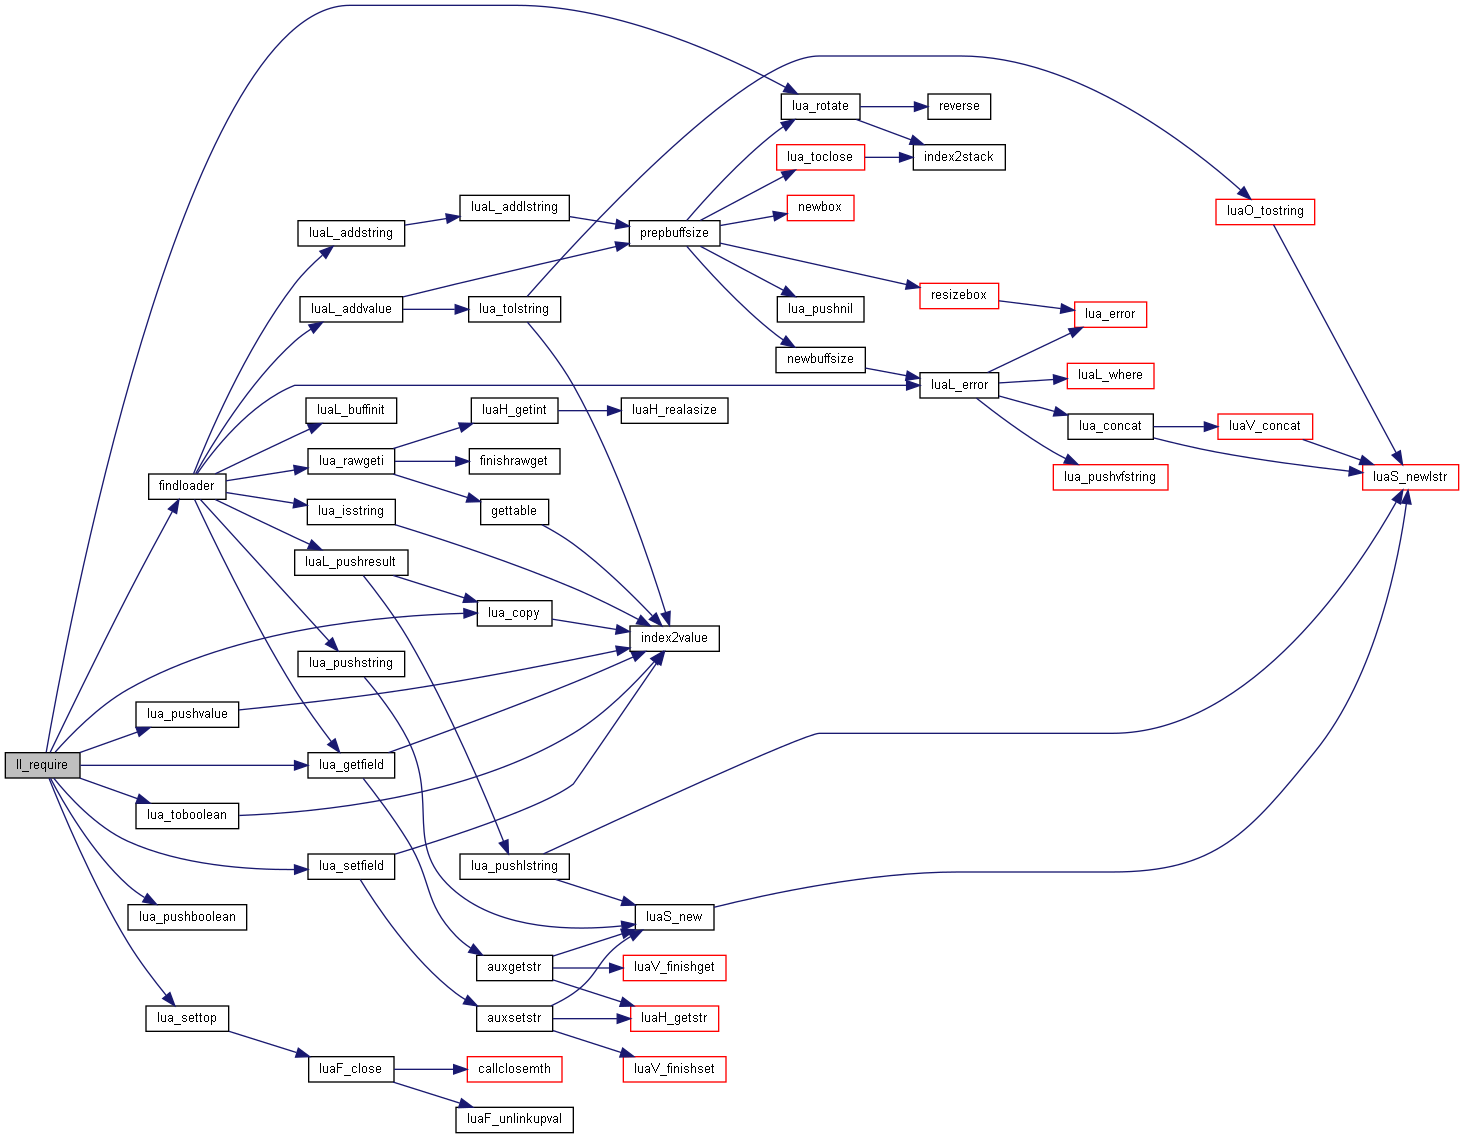 lua_rotate
reverse
lua_toclose
index2stack
newbox
luaL_addlstring
luaO_tostring
luaL_addstring
prepbuffsize
resizebox
luaL_addvalue
lua_tolstring
lua_pushnil
lua_error
newbuffsize
luaL_where
luaL_error
luaL_buffinit
luaH_getint
luaH_realasize
lua_concat
luaV_concat
lua_rawgeti
finishrawget
lua_pushvfstring
luaS_newlstr
findloader
lua_isstring
gettable
luaL_pushresult
lua_copy
index2value
lua_pushstring
lua_pushvalue
ll_require
lua_getfield
lua_toboolean
lua_setfield
lua_pushlstring
lua_pushboolean
luaS_new
auxgetstr
luaV_finishget
lua_settop
auxsetstr
luaH_getstr
luaF_close
callclosemth
luaV_finishset
luaF_unlinkupval